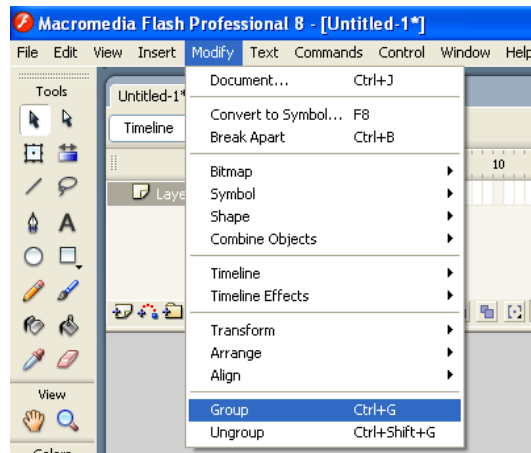 Macromedia Flash Professional 8 - [Untitled-1*]
File Edit View Insert Modify Text Commands Control Window Help
Tools
Untitled-1*
Timeline
Document... Ctrl+J
Convert to Symbol... F8
Break Apart Ctrl+B
10
Bitmap
Symbol
Shape
Combine Objects
Timeline
Timeline Effects
Transform
Arrange
Align
View
Group Ctrl+G
Ungroup Ctrl+Shift+G